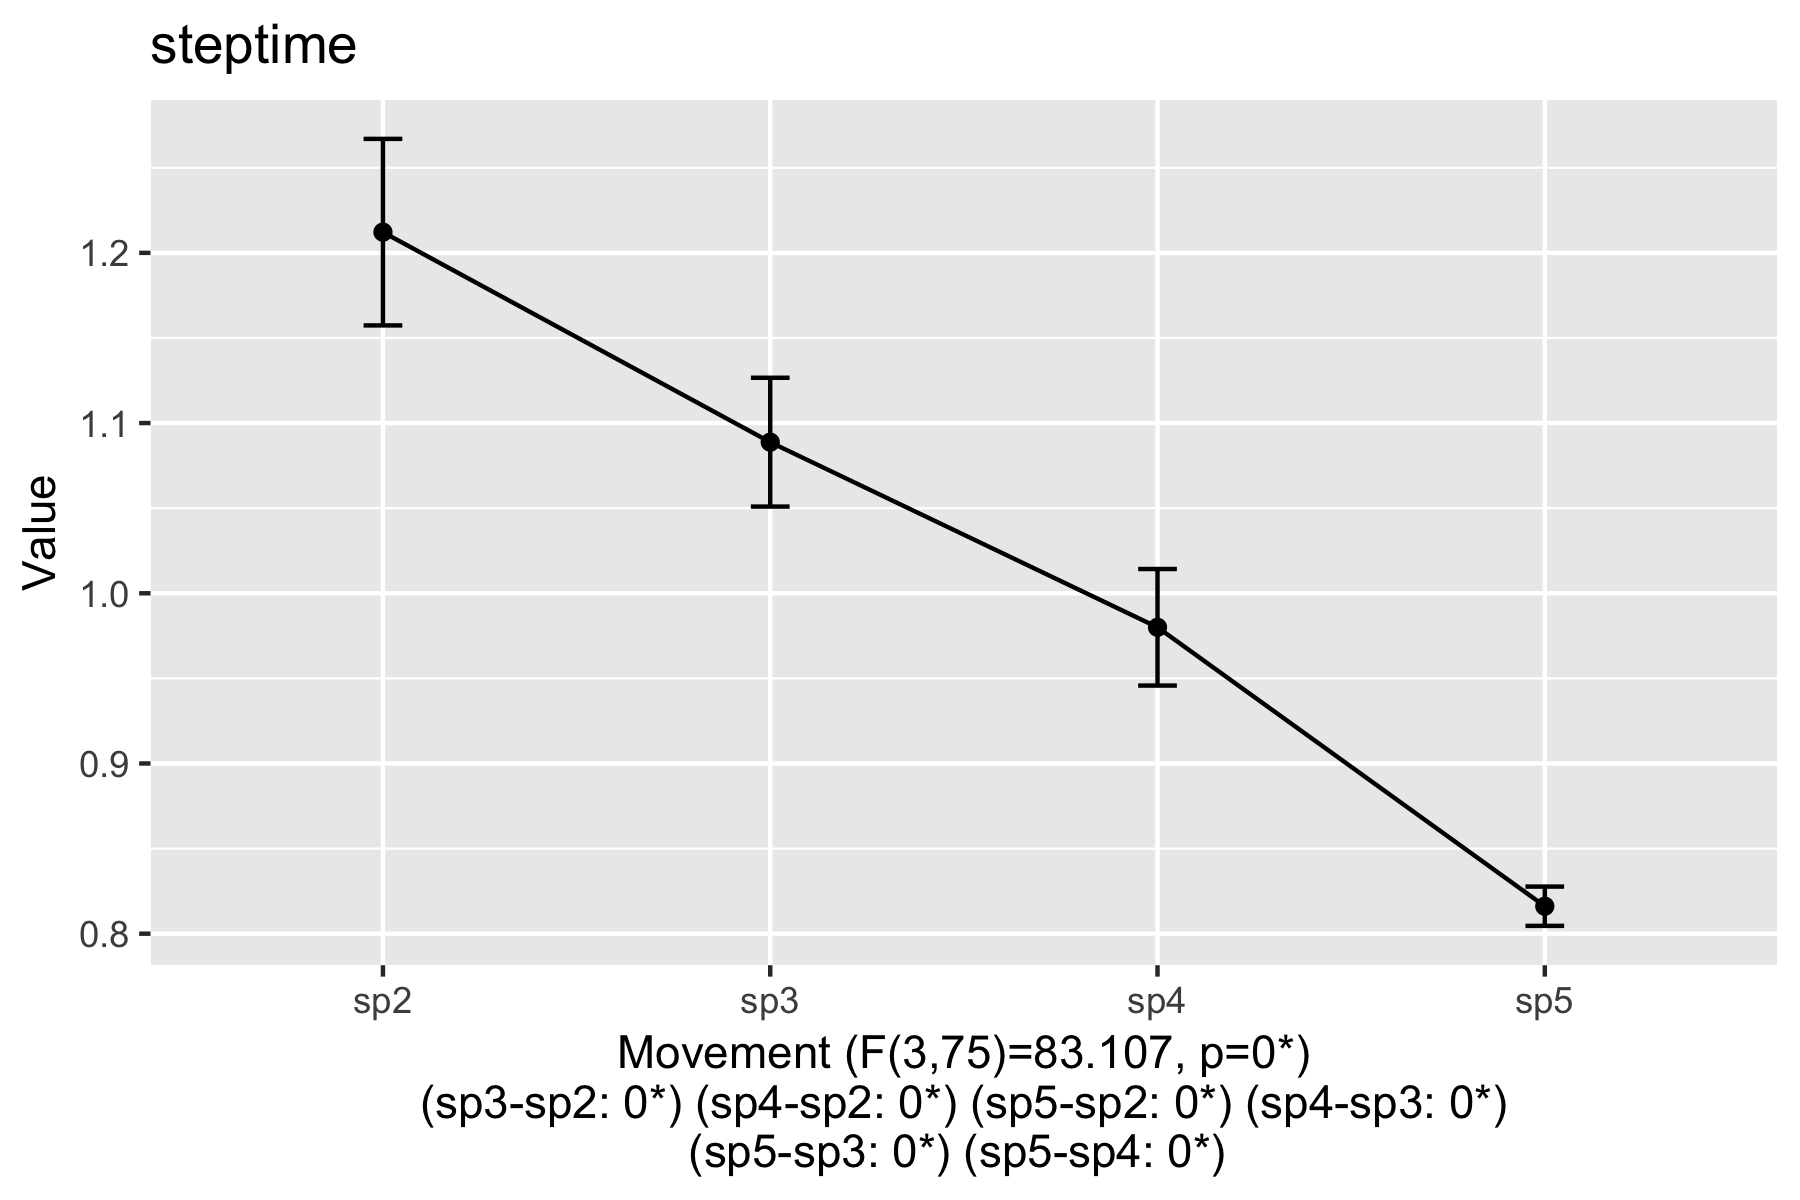 steptime
Value
1.2
1.1
1.0
0.9
0.8
sp2 sp3 sp4 sp5
Movement (F(3,75)=83.107, p=0*)
(sp3-sp2: 0*) (sp4-sp2: 0*) (sp5-sp2: 0*) (sp4-sp3: 0*)
(sp5-sp3: 0*) (sp5-sp4: 0*)